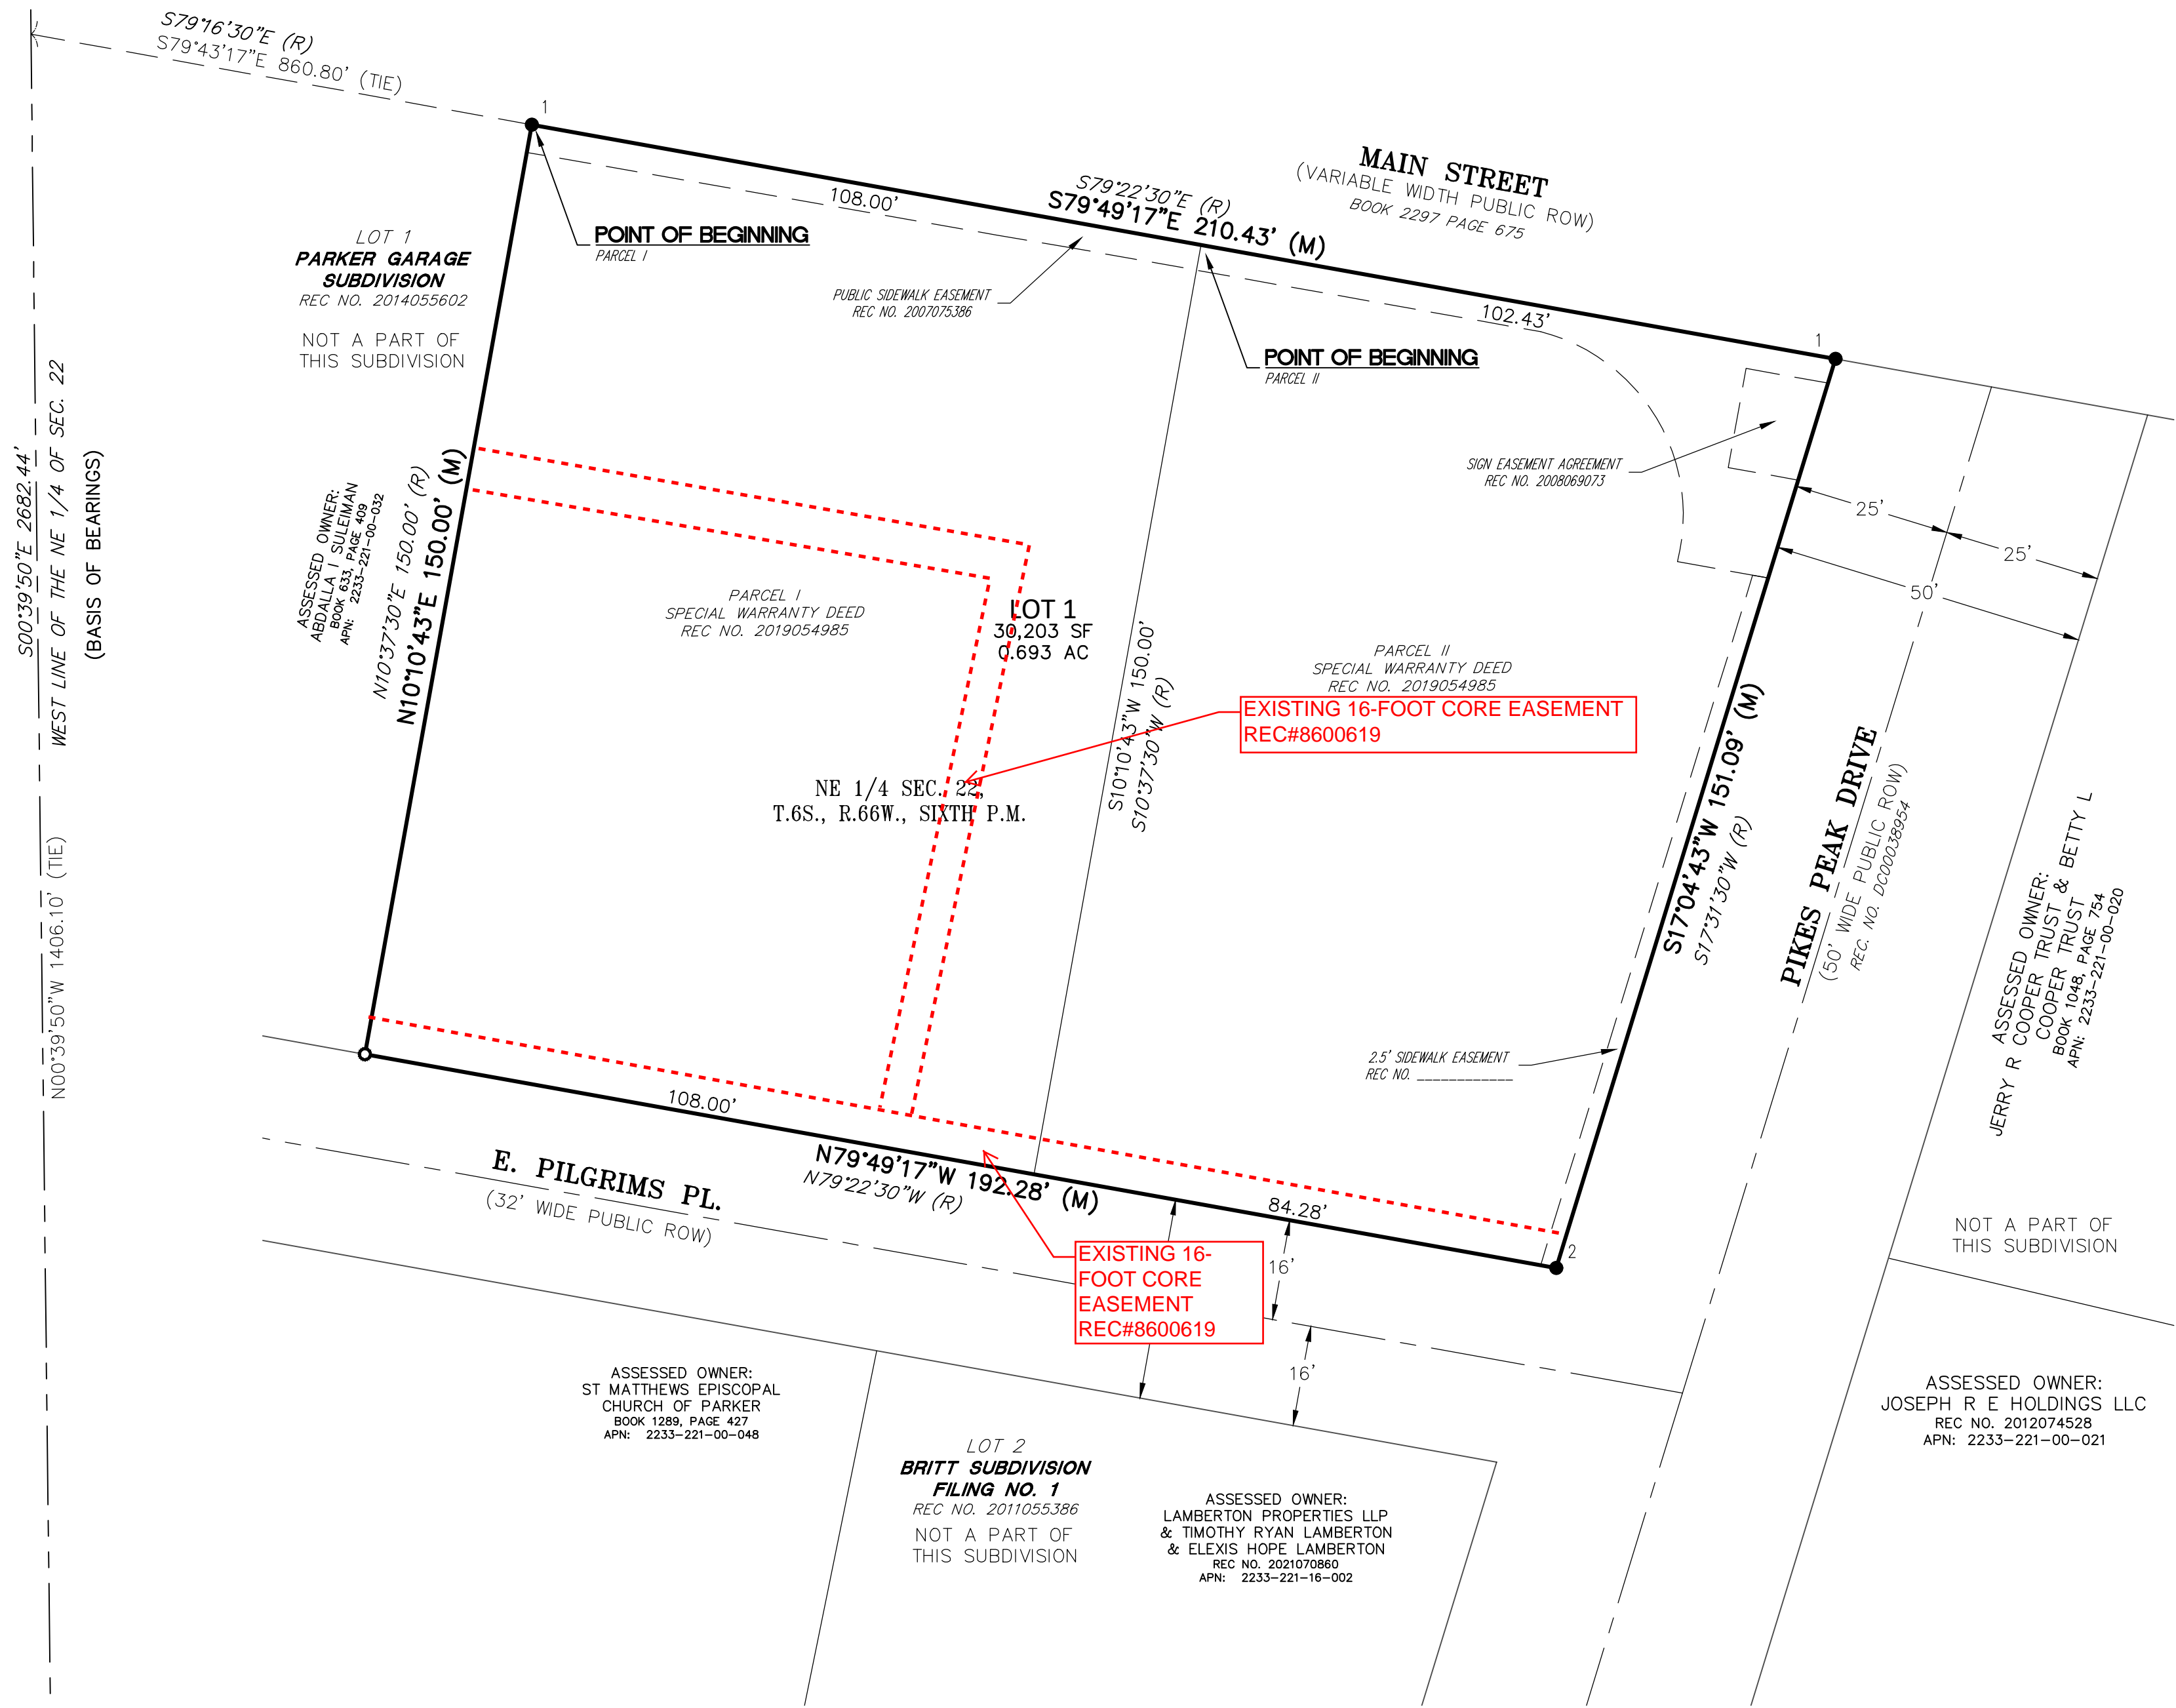 S79°16'30"E (R)
S79°43'17"E 860.80' (TIE)
1
MAIN STREET
(VARIABLE WIDTH PUBLIC ROW)
BOOK 2297 PAGE 675
S79°22'30"E (R)
S79°49'17"E 210.43' (M)
108.00'
POINT OF BEGINNING
PARCEL I
LOT 1
PARKER GARAGE
SUBDIVISION
REC NO. 2014055602
NOT A PART OF
THIS SUBDIVISION
PUBLIC SIDEWALK EASEMENT
REC NO. 2007075386
102.43'
1
POINT OF BEGINNING
PARCEL II
SIGN EASEMENT AGREEMENT
REC NO. 2008069073
25'
25'
50'
S00°39'50"E 2682.44'
WEST LINE OF THE NE 1/4 OF SEC. 22
(BASIS OF BEARINGS)
N00°39'50"W 1406.10' (TIE)
ASSESSED OWNER:
ABDALLA I SULEIMAN
BOOK 633, PAGE 409
APN: 2233-221-00-032
N10°37'30"E 150.00' (R)
N10°10'43"E 150.00' (M)
PARCEL I
SPECIAL WARRANTY DEED
REC NO. 2019054985
LOT 1
30,203 SF
0.693 AC
S10°10'43"W 150.00'
S10°37'30"W (R)
PARCEL II
SPECIAL WARRANTY DEED
REC NO. 2019054985
EXISTING 16-FOOT CORE EASEMENT
REC#8600619
NE 1/4 SEC. 22,
T.6S., R.66W., SIXTH P.M.
S17°04'43"W 151.09' (M)
S17°31'30"W (R)
PIKES PEAK DRIVE
(50' WIDE PUBLIC ROW)
REC. NO. DC00038954
ASSESSED OWNER:
JERRY R COOPER TRUST & BETTY L
COOPER TRUST
BOOK 1048, PAGE 754
APN: 2233-221-00-020
2.5' SIDEWALK EASEMENT
REC NO. ____________
108.00'
E. PILGRIMS PL.
(32' WIDE PUBLIC ROW)
N79°49'17"W 192.28' (M)
N79°22'30"W (R)
84.28'
2
16'
16'
EXISTING 16-
FOOT CORE
EASEMENT
REC#8600619
NOT A PART OF
THIS SUBDIVISION
ASSESSED OWNER:
ST MATTHEWS EPISCOPAL
CHURCH OF PARKER
BOOK 1289, PAGE 427
APN: 2233-221-00-048
LOT 2
BRITT SUBDIVISION
FILING NO. 1
REC NO. 2011055386
NOT A PART OF
THIS SUBDIVISION
ASSESSED OWNER:
LAMBERTON PROPERTIES LLP
& TIMOTHY RYAN LAMBERTON
& ELEXIS HOPE LAMBERTON
REC NO. 2021070860
APN: 2233-221-16-002
ASSESSED OWNER:
JOSEPH R E HOLDINGS LLC
REC NO. 2012074528
APN: 2233-221-00-021